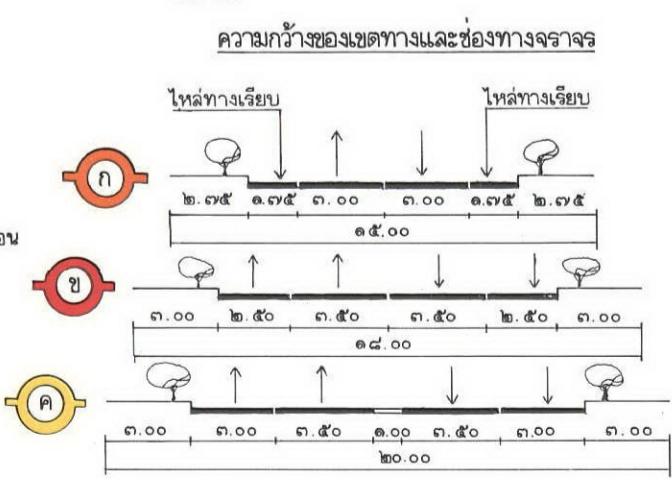 ความกว้างของเขตทางและช่องทางจราจร
ไหล่ทางเรียบ ไหล่ทางเรียบ
ก
๒.๗๕ ๑.๗๕ ๓.๐๐ ๓.๐๐ ๑.๗๕ ๒.๗๕
๑๕.๐๐
ข
๓.๐๐ ๒.๕๐ ๓.๕๐ ๓.๕๐ ๒.๕๐ ๓.๐๐
๑๘.๐๐
ค
๓.๐๐ ๓.๐๐ ๓.๕๐ ๑.๐๐ ๓.๕๐ ๓.๐๐ ๓.๐๐
๒๐.๐๐